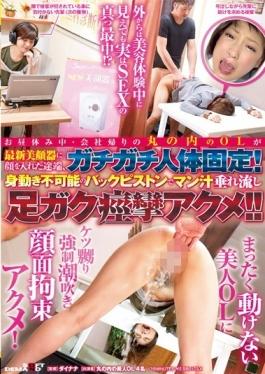 外からは美容体験中に
見えても実はSEXの
真っ最中!?
お昼休み中・会社帰りの丸の内のOLが
最新美顔器に顔を入れた途端、ガチガチ人体固定!
身動き不可能なバックピストンでマン汁垂れ流し
足ガク痙攣アクメ!!
まったく動けない
美人OLに
ケツ嬲り
強制潮吹き
顔面拘束
アクメ!